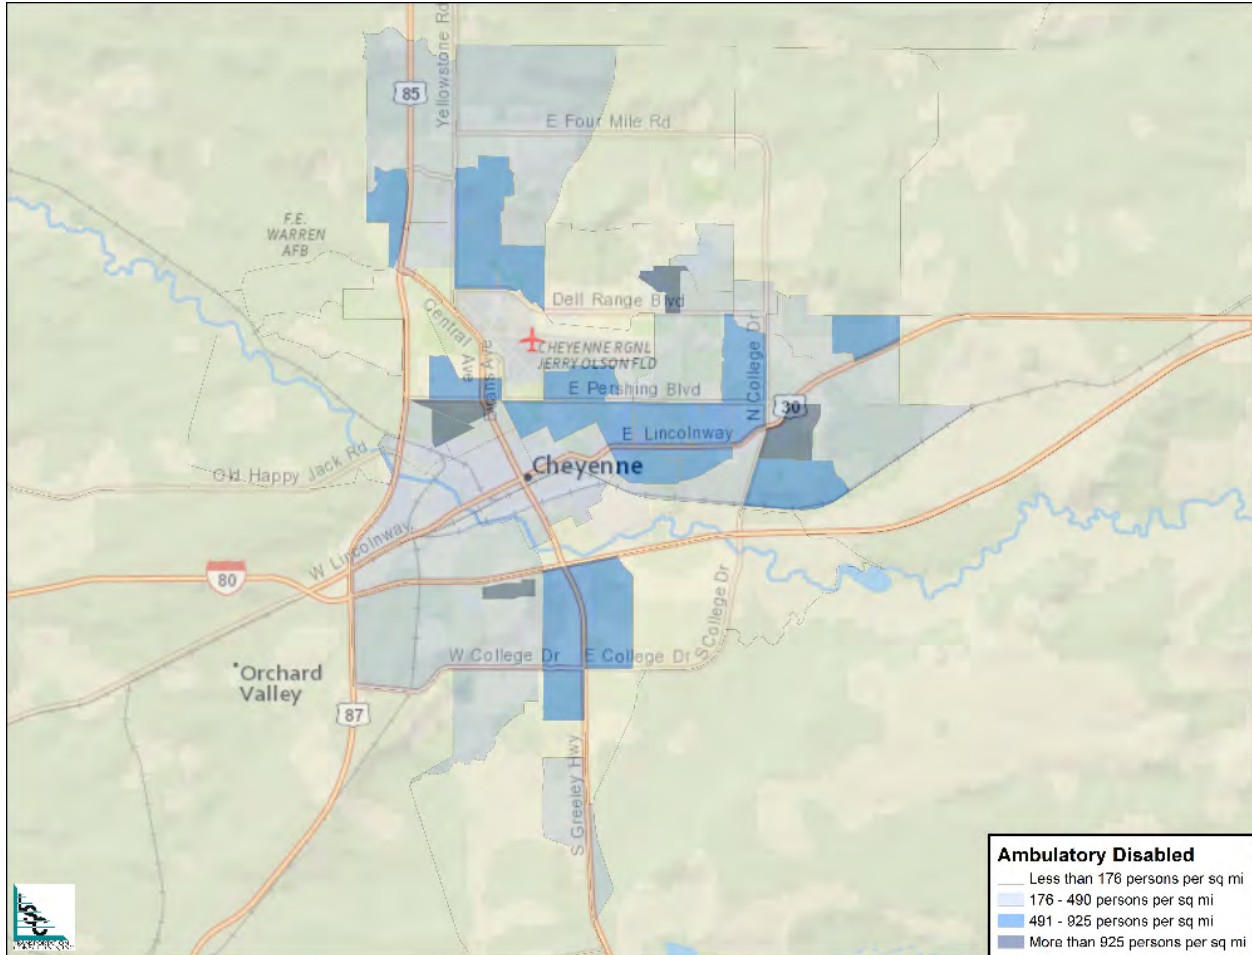 Yellowstone Rd
85
E Four Mile Rd
F.E.
WARREN
AFB
Dell Range Blvd
Central Ave
Evans Ave
CHEYENNE RGNL
JERRY OLSON FLD
E Pershing Blvd
N College Dr
30
E Lincolnway
Cheyenne
Old Happy Jack Rd
W Lincolnway
80
S College Dr
W College Dr
E College Dr
Orchard
Valley
87
S Greeley Hwy
Ambulatory Disabled
Less than 176 persons per sq mi
176 - 490 persons per sq mi
491 - 925 persons per sq mi
More than 925 persons per sq mi
LSC